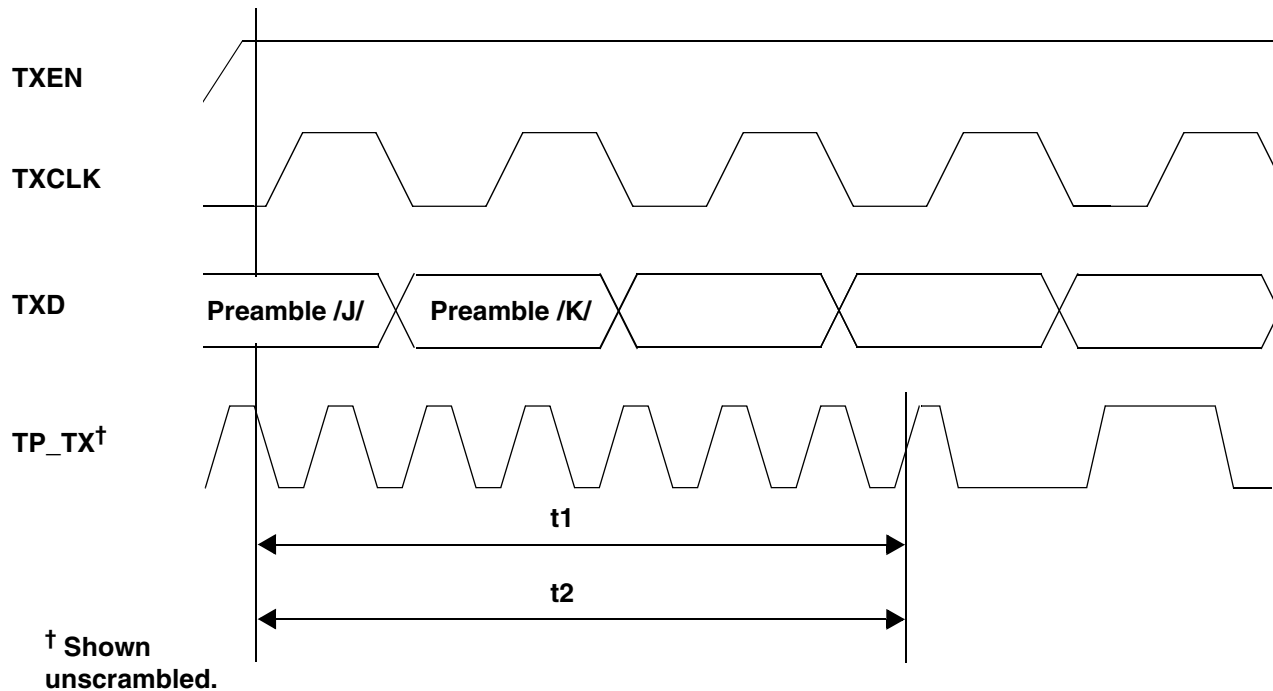 TXEN
TXCLK
TXD
Preamble /J/
Preamble /K/
TP_TX†
t1
t2
† Shown
unscrambled.